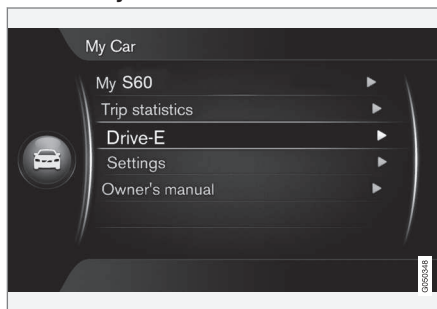 My Car
My S60
Trip statistics
Drive-E
Settings
Owner's manual
G050348